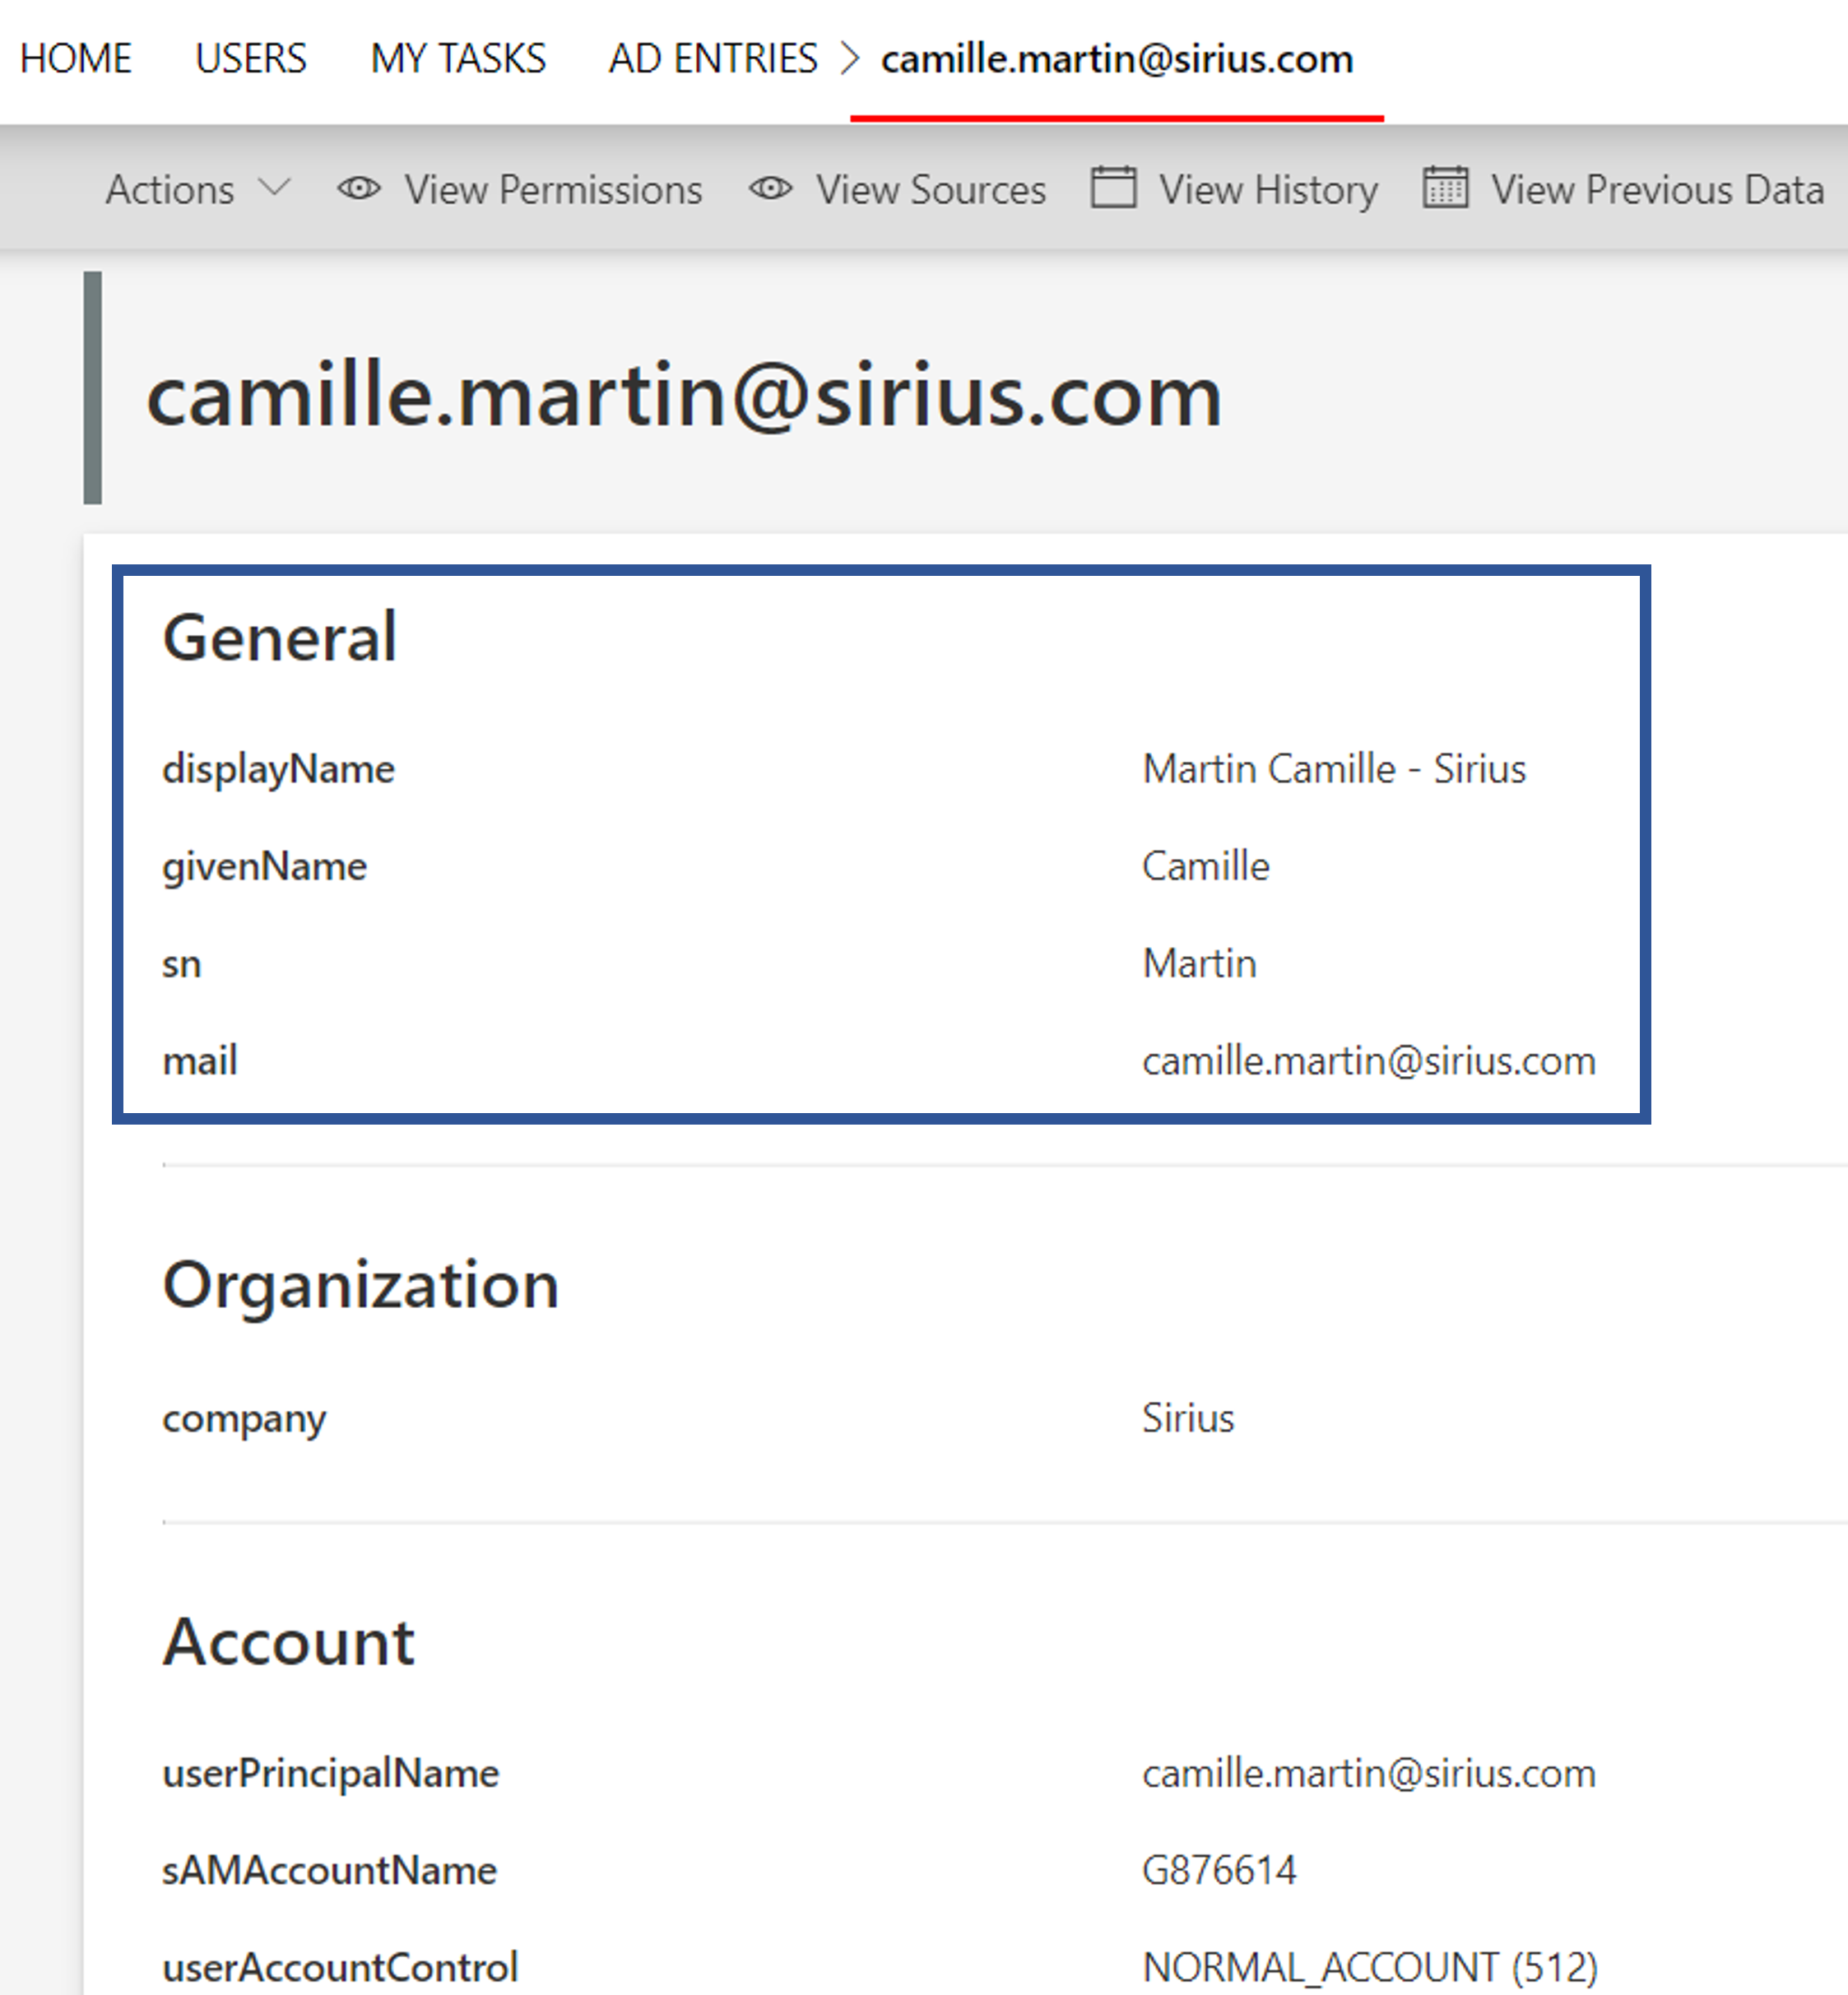 HOME USERS MY TASKS AD ENTRIES > camille.martin@sirius.com
Actions View Permissions View Sources View History View Previous Data
camille.martin@sirius.com
General
displayName Martin Camille - Sirius
givenName Camille
sn Martin
mail camille.martin@sirius.com
Organization
company Sirius
Account
userPrincipalName camille.martin@sirius.com
sAMAccountName G876614
userAccountControl NORMAL_ACCOUNT (512)